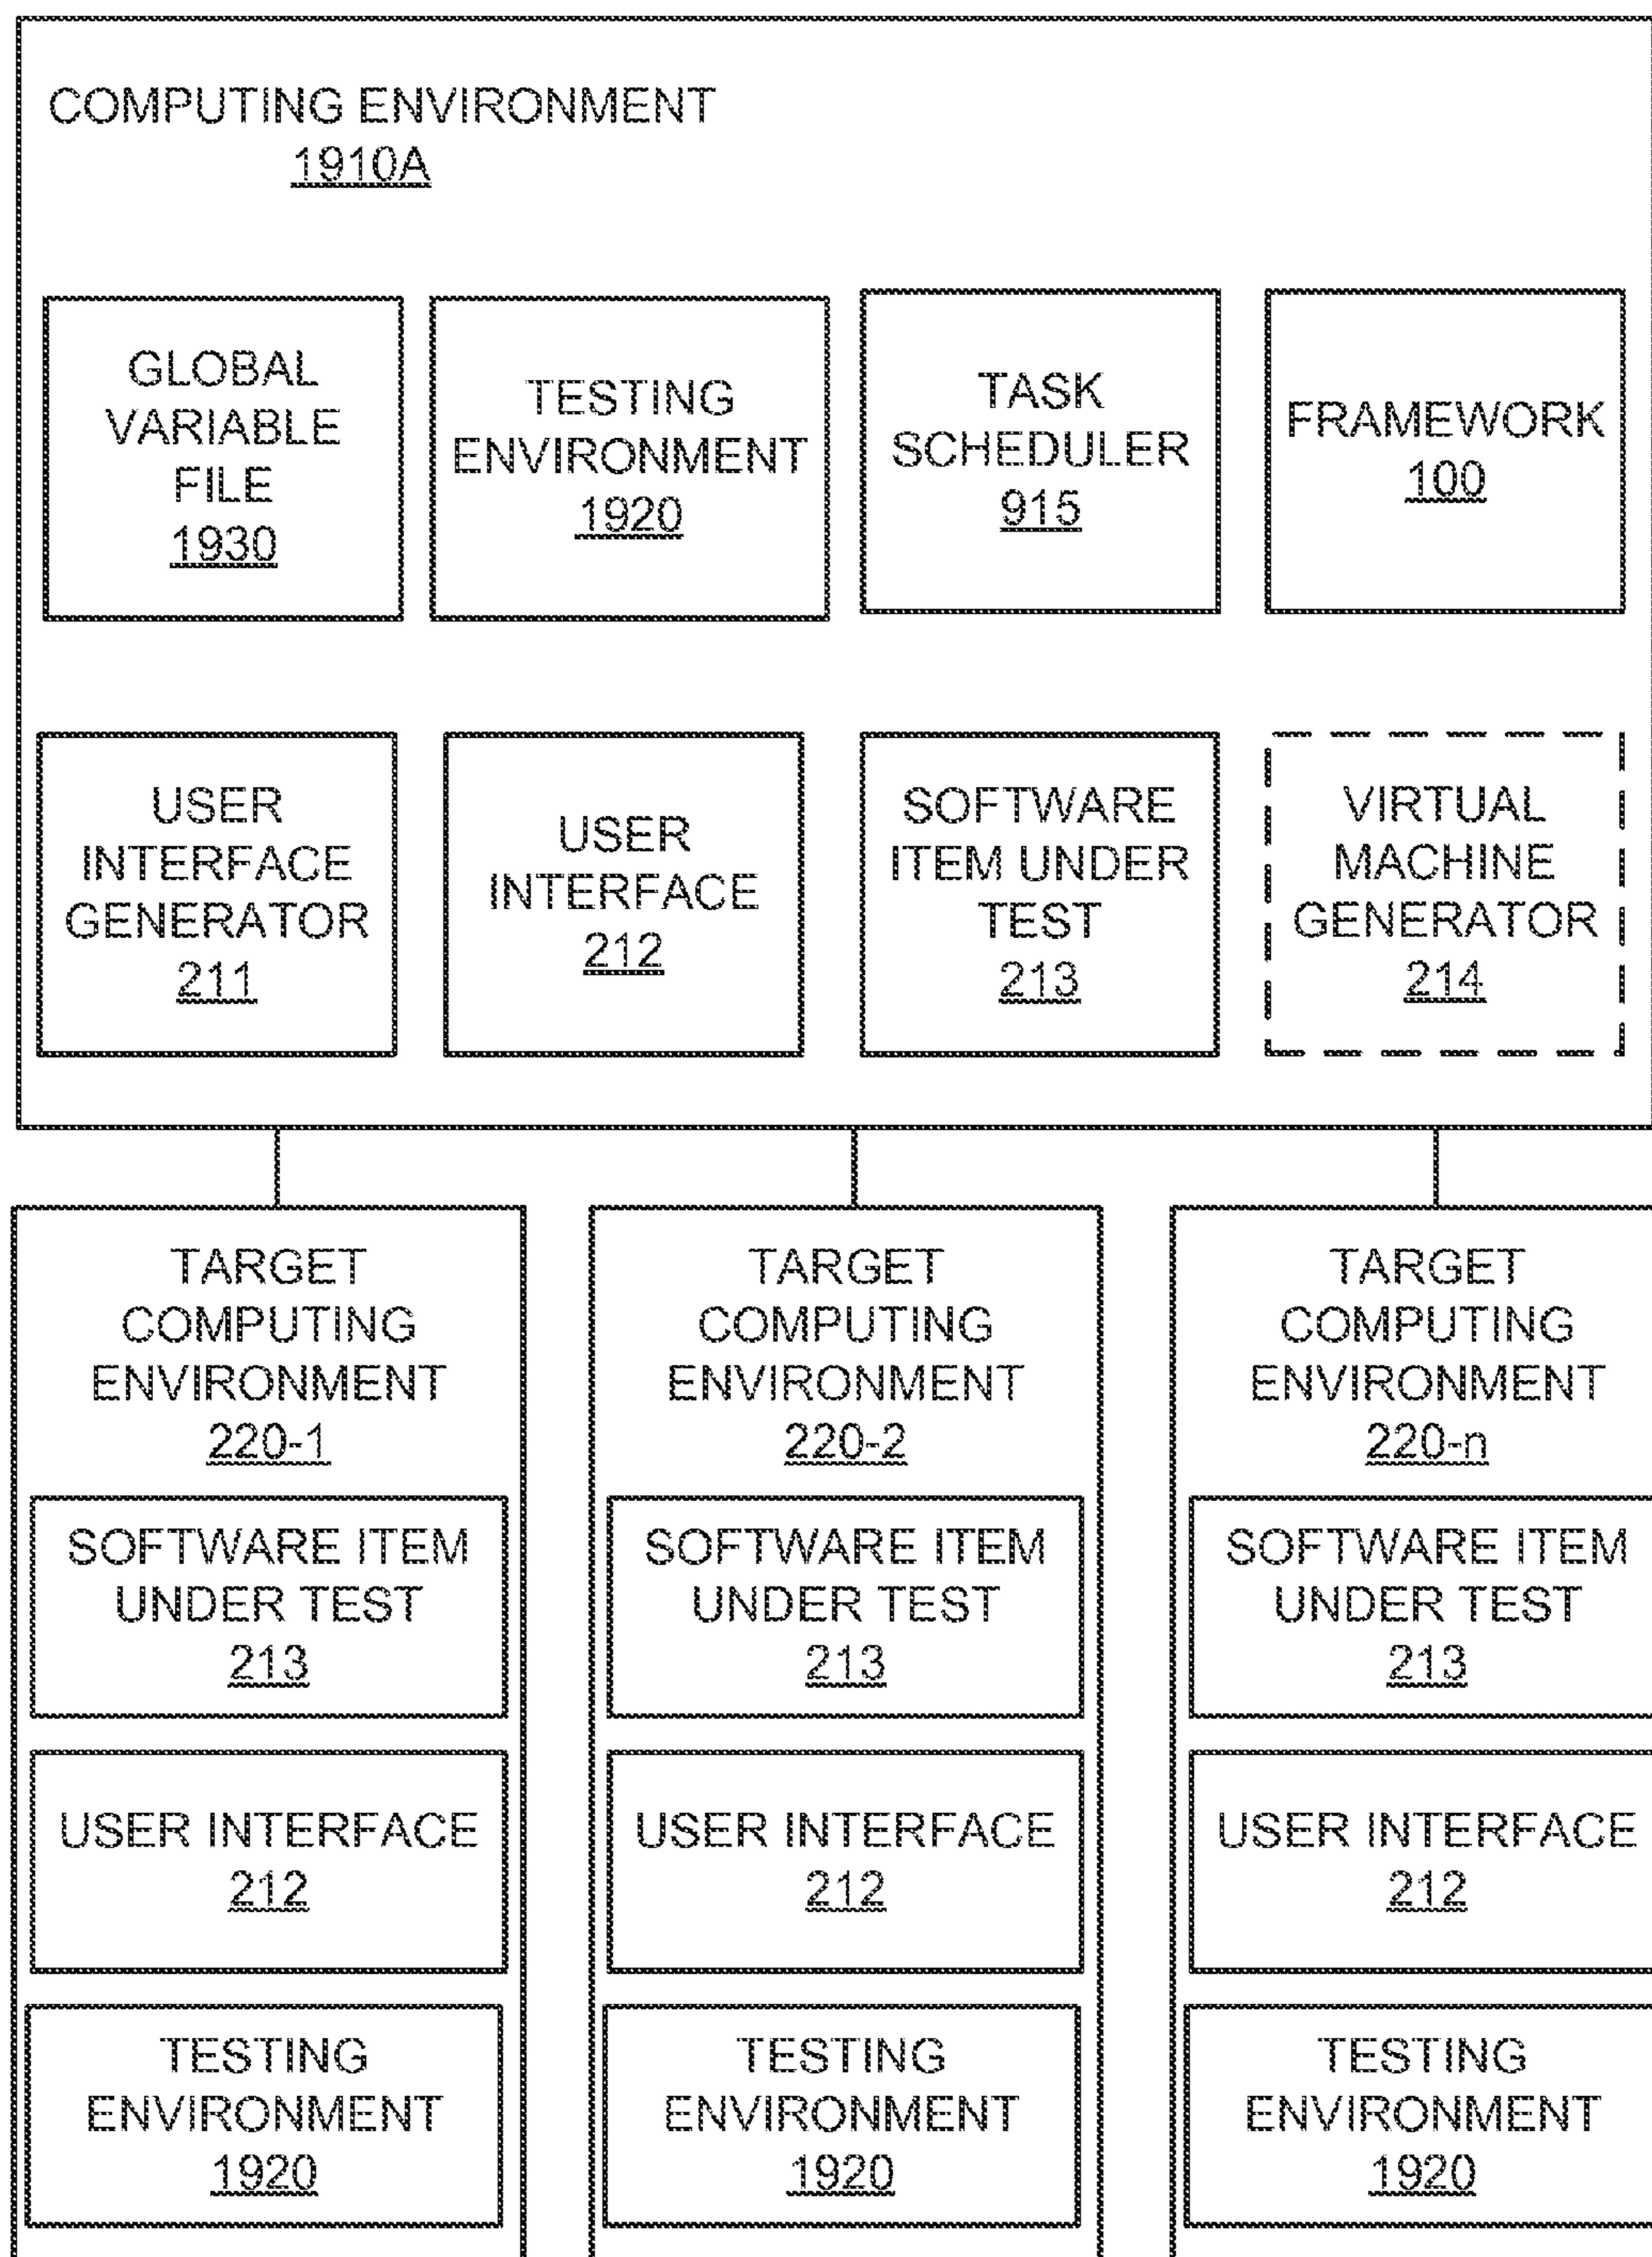 COMPUTING ENVIRONMENT
1910A
GLOBAL
VARIABLE
FILE
1930
TESTING
ENVIRONMENT
1920
TASK
SCHEDULER
915
FRAMEWORK
100
USER
INTERFACE
GENERATOR
211
USER
INTERFACE
212
SOFTWARE
ITEM UNDER
TEST
213
VIRTUAL
MACHINE
GENERATOR
214
TARGET
COMPUTING
ENVIRONMENT
220-1
SOFTWARE ITEM
UNDER TEST
213
USER INTERFACE
212
TESTING
ENVIRONMENT
1920
TARGET
COMPUTING
ENVIRONMENT
220-2
SOFTWARE ITEM
UNDER TEST
213
USER INTERFACE
212
TESTING
ENVIRONMENT
1920
TARGET
COMPUTING
ENVIRONMENT
220-n
SOFTWARE ITEM
UNDER TEST
213
USER INTERFACE
212
TESTING
ENVIRONMENT
1920